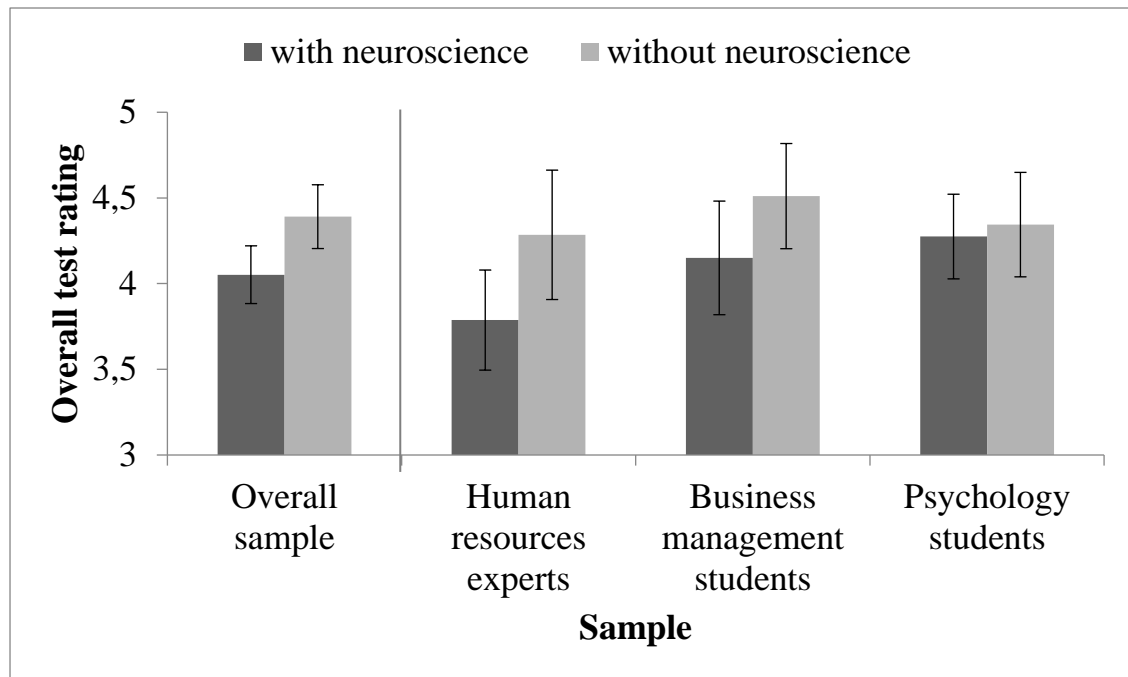 with neuroscience without neuroscience
Overall test rating
5
4,5
4
3,5
3
Overall
sample
Human
resources
experts
Business
management
students
Psychology
students
Sample